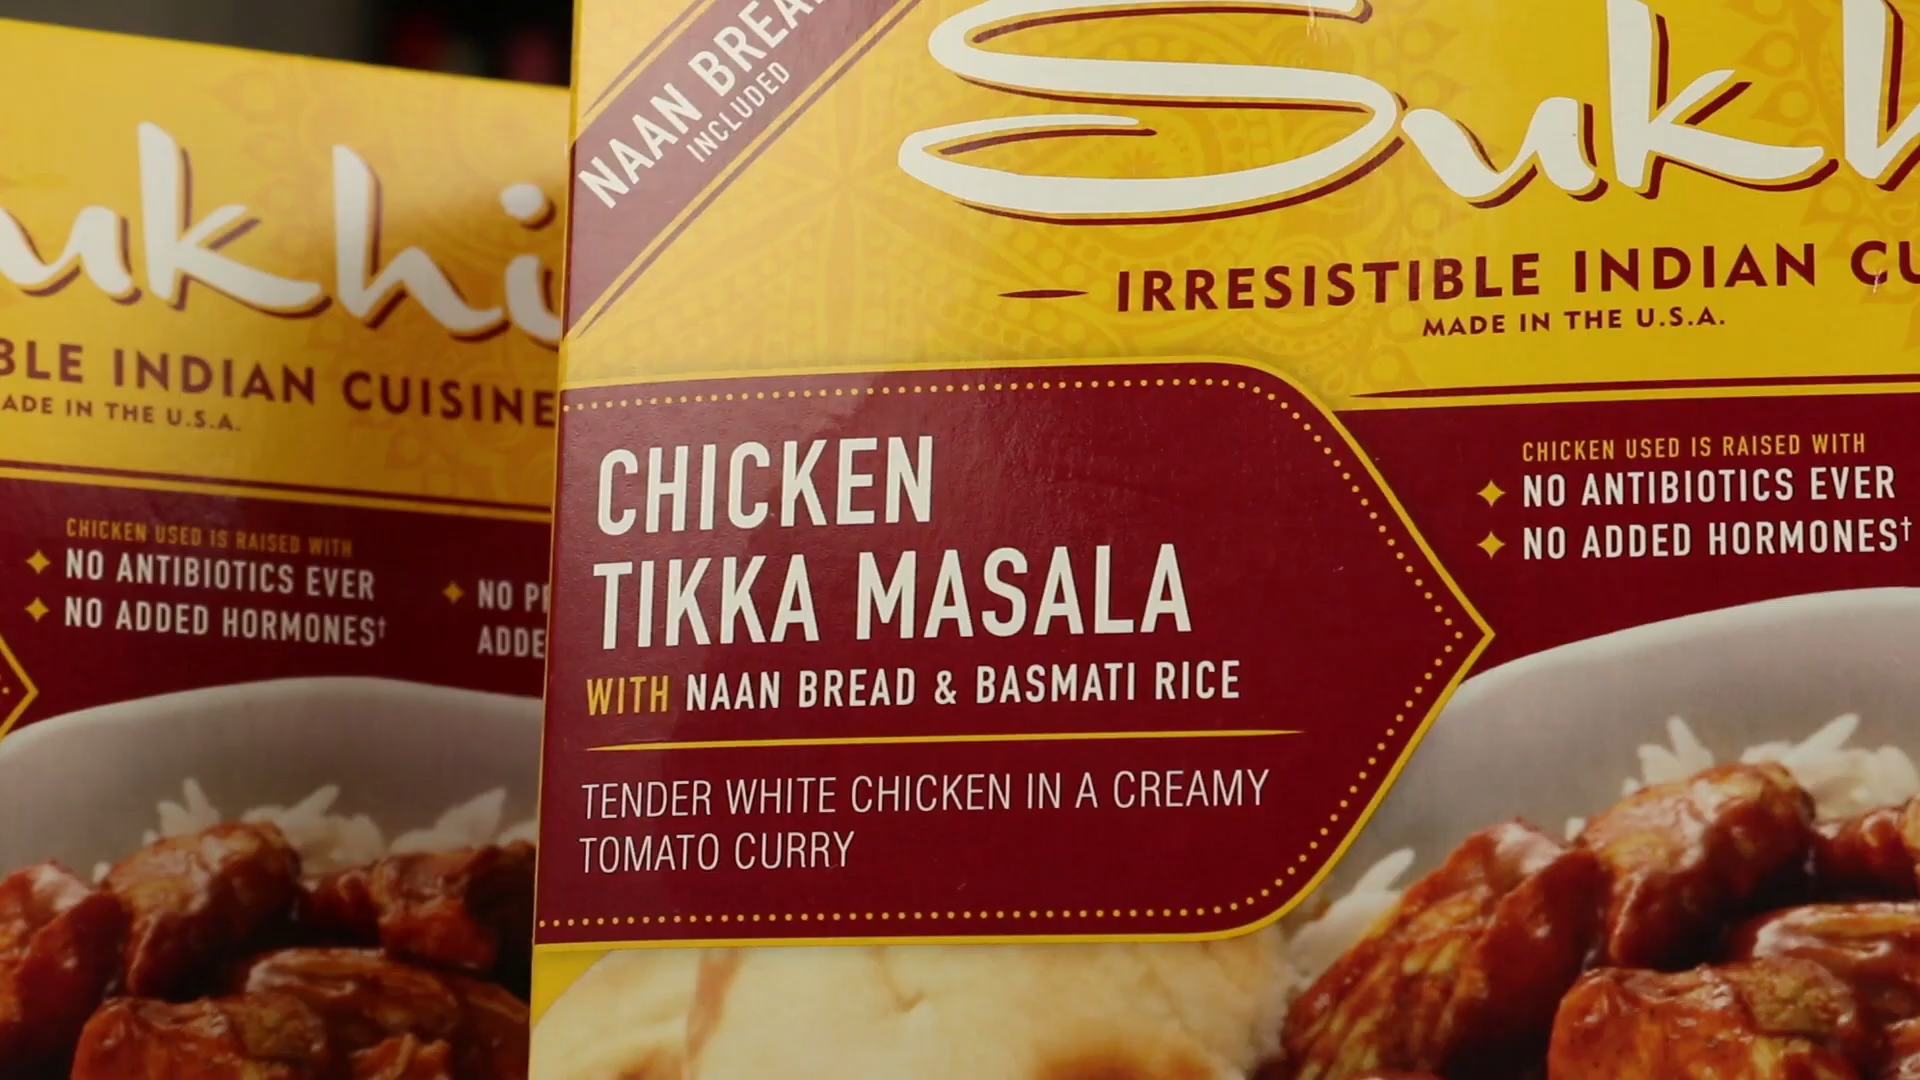 ukhi
BLE INDIAN CUISINE
ADE IN THE U.S.A.
CHICKEN USED IS RAISED WITH
NO ANTIBIOTICS EVER
NO ADDED HORMONES†
NO P
ADDE
NAAN BREA
INCLUDED
Sukh
IRRESISTIBLE INDIAN CU
MADE IN THE U.S.A.
CHICKEN
TIKKA MASALA
WITH NAAN BREAD & BASMATI RICE
TENDER WHITE CHICKEN IN A CREAMY
TOMATO CURRY
CHICKEN USED IS RAISED WITH
NO ANTIBIOTICS EVER
NO ADDED HORMONES†